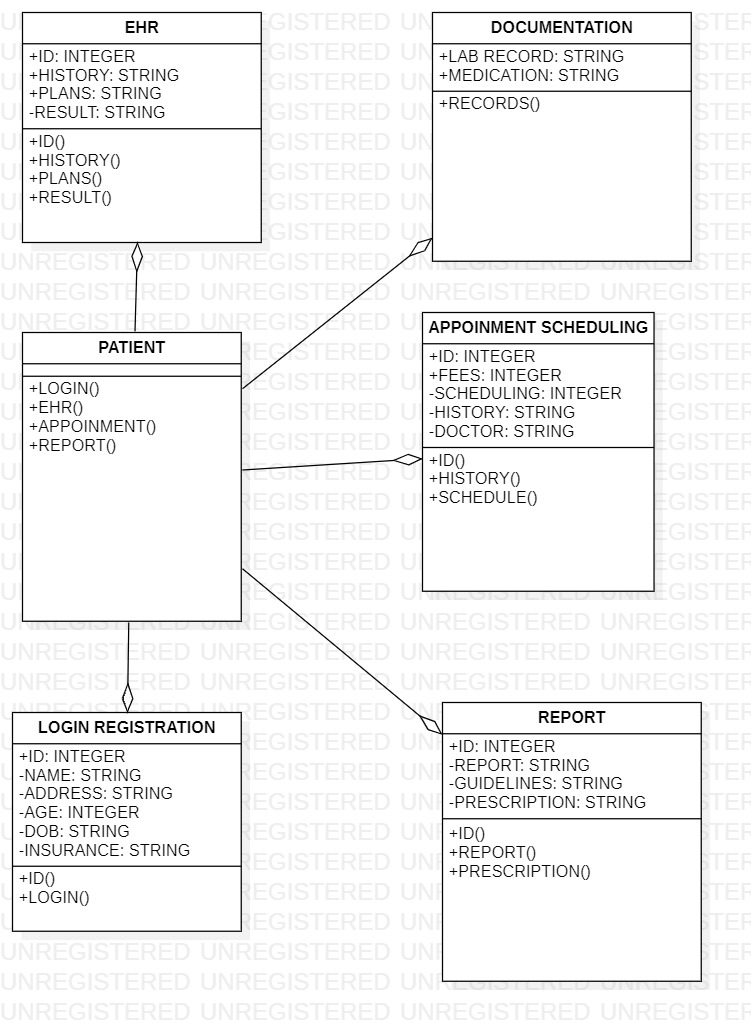 EHR
+ID: INTEGER
+HISTORY: STRING
+PLANS: STRING
-RESULT: STRING
+ID()
+HISTORY()
+PLANS()
+RESULT()
DOCUMENTATION
+LAB RECORD: STRING
+MEDICATION: STRING
+RECORDS()
PATIENT
+LOGIN()
+EHR()
+APPOINMENT()
+REPORT()
APPOINMENT SCHEDULING
+ID: INTEGER
+FEES: INTEGER
-SCHEDULING: INTEGER
-HISTORY: STRING
-DOCTOR: STRING
+ID()
+HISTORY()
+SCHEDULE()
LOGIN REGISTRATION
+ID: INTEGER
-NAME: STRING
-ADDRESS: STRING
-AGE: INTEGER
-DOB: STRING
-INSURANCE: STRING
+ID()
+LOGIN()
REPORT
+ID: INTEGER
-REPORT: STRING
-GUIDELINES: STRING
-PRESCRIPTION: STRING
+ID()
+REPORT()
+PRESCRIPTION()
UNREGISTERED